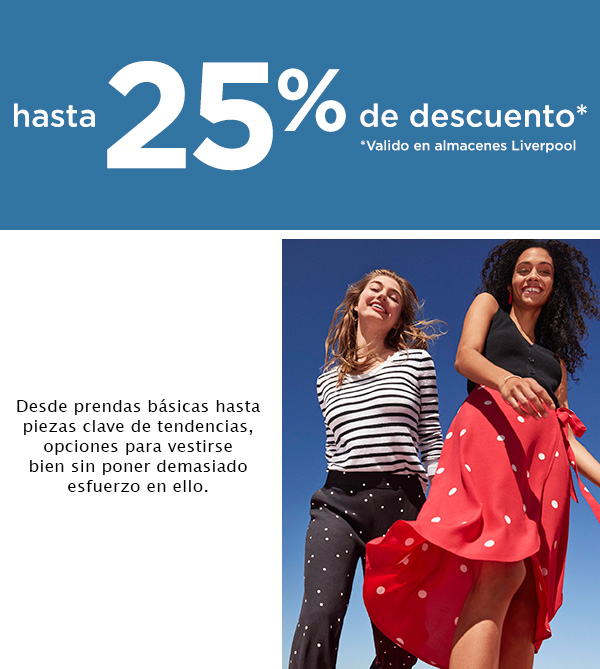 hasta 25% de descuento*
*Valido en almacenes Liverpool
Desde prendas básicas hasta
piezas clave de tendencias,
opciones para vestirse
bien sin poner demasiado
esfuerzo en ello.